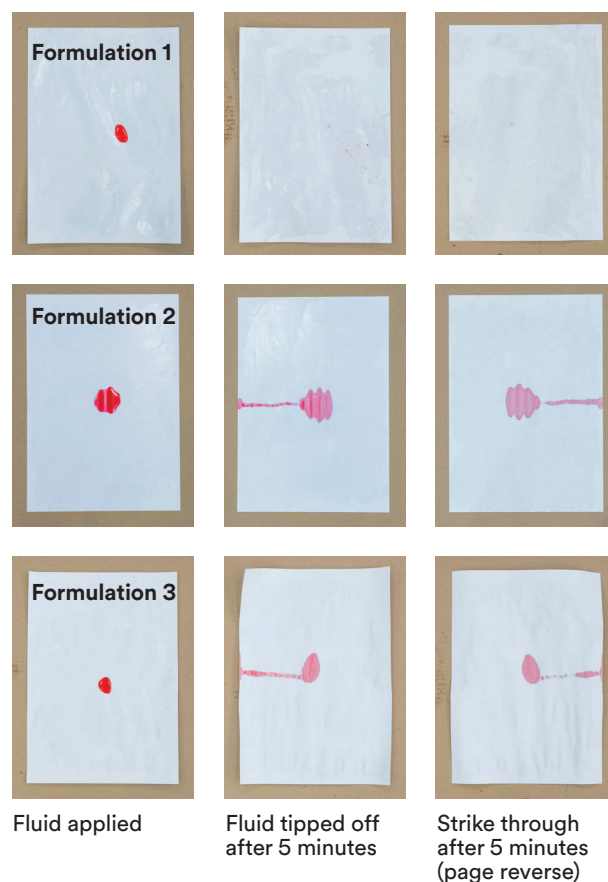 Formulation 1
Formulation 2
Formulation 3
Fluid applied
Fluid tipped off
after 5 minutes
Strike through
after 5 minutes
(page reverse)